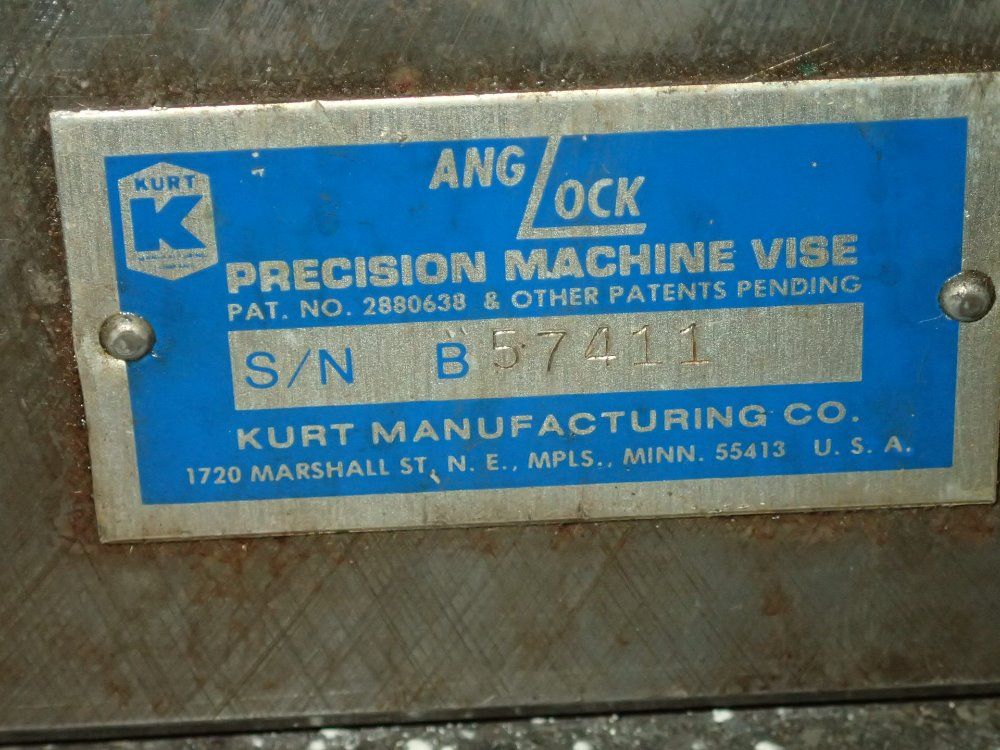 KURT
K
ANG LOCK
PRECISION MACHINE VISE
PAT. NO. 2880638 & OTHER PATENTS PENDING
S/N B 57411
KURT MANUFACTURING CO.
1720 MARSHALL ST. N. E., MPLS., MINN. 55413 U. S. A.